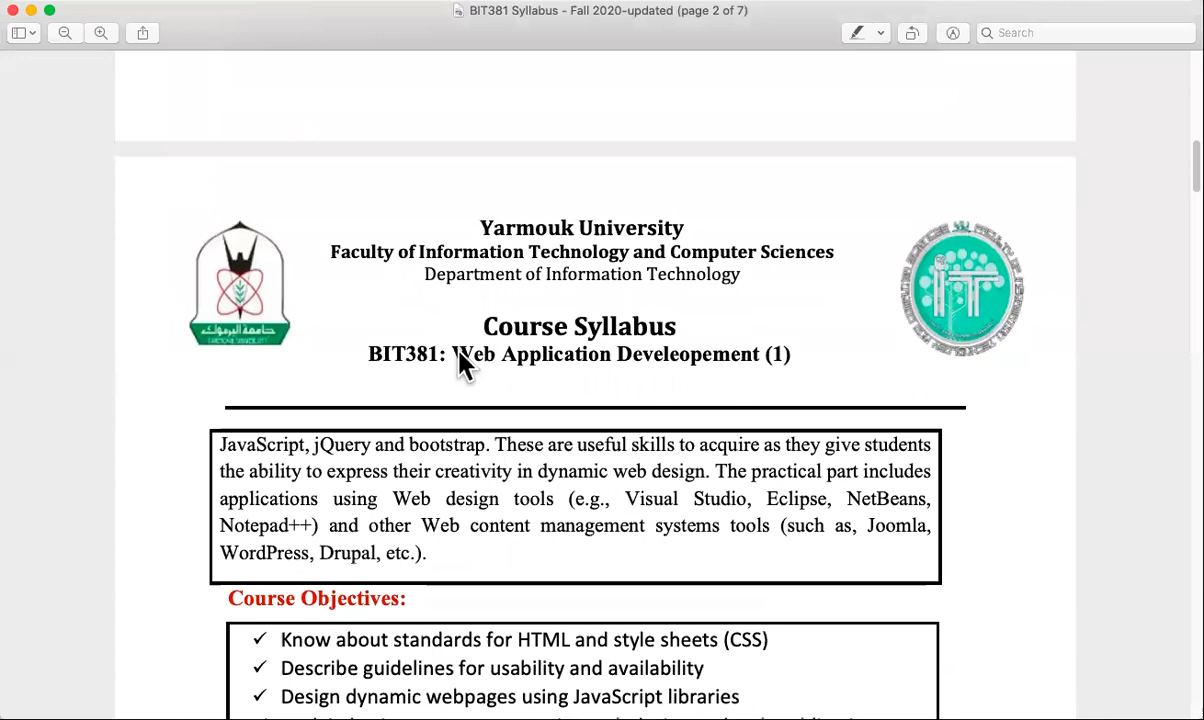 BIT381 Syllabus - Fall 2020-updated (page 2 of 7)
Search
Yarmouk University
Faculty of Information Technology and Computer Sciences
Department of Information Technology
Course Syllabus
BIT381: Web Application Develeopement (1)
جامعة اليرموك
IT
JavaScript, jQuery and bootstrap. These are useful skills to acquire as they give students
the ability to express their creativity in dynamic web design. The practical part includes
applications using Web design tools (e.g., Visual Studio, Eclipse, NetBeans,
Notepad++) and other Web content management systems tools (such as, Joomla,
WordPress, Drupal, etc.).
Course Objectives:
✓ Know about standards for HTML and style sheets (CSS)
✓ Describe guidelines for usability and availability
✓ Design dynamic webpages using JavaScript libraries